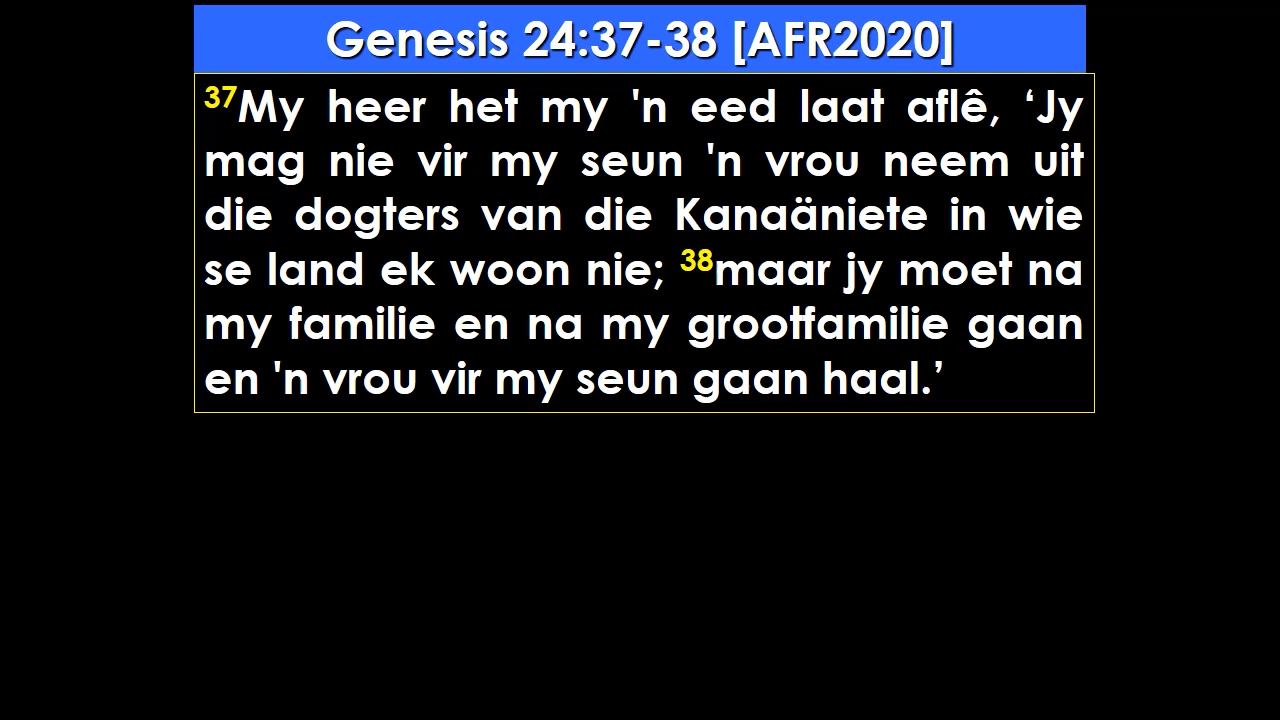 Genesis 24:37-38 [AFR2020]
37My heer het my 'n eed laat aflê, ‘Jy
mag nie vir my seun 'n vrou neem uit
die dogters van die Kanaäniete in wie
se land ek woon nie; 38maar jy moet na
my familie en na my grootfamilie gaan
en 'n vrou vir my seun gaan haal.’